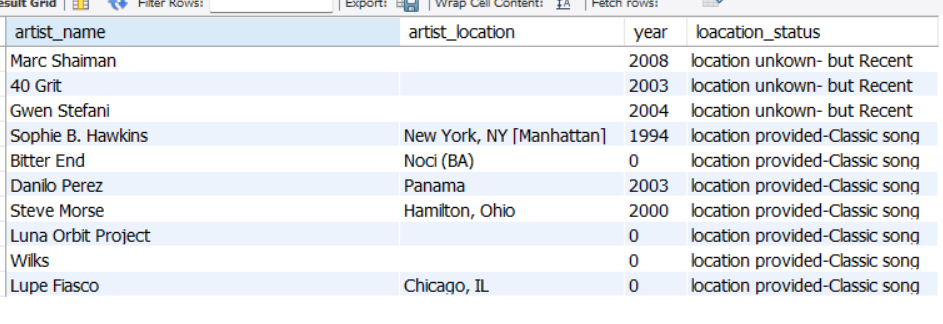 esult Grid | Filter Rows: | Export: | Wrap Cell Content: IA | Fetch rows:
artist_name artist_location year loacation_status
Marc Shaiman 2008 location unkown- but Recent
40 Grit 2003 location unkown- but Recent
Gwen Stefani 2004 location unkown- but Recent
Sophie B. Hawkins New York, NY [Manhattan] 1994 location provided-Classic song
Bitter End Noci (BA) 0 location provided-Classic song
Danilo Perez Panama 2003 location provided-Classic song
Steve Morse Hamilton, Ohio 2000 location provided-Classic song
Luna Orbit Project 0 location provided-Classic song
Wilks 0 location provided-Classic song
Lupe Fiasco Chicago, IL 0 location provided-Classic song